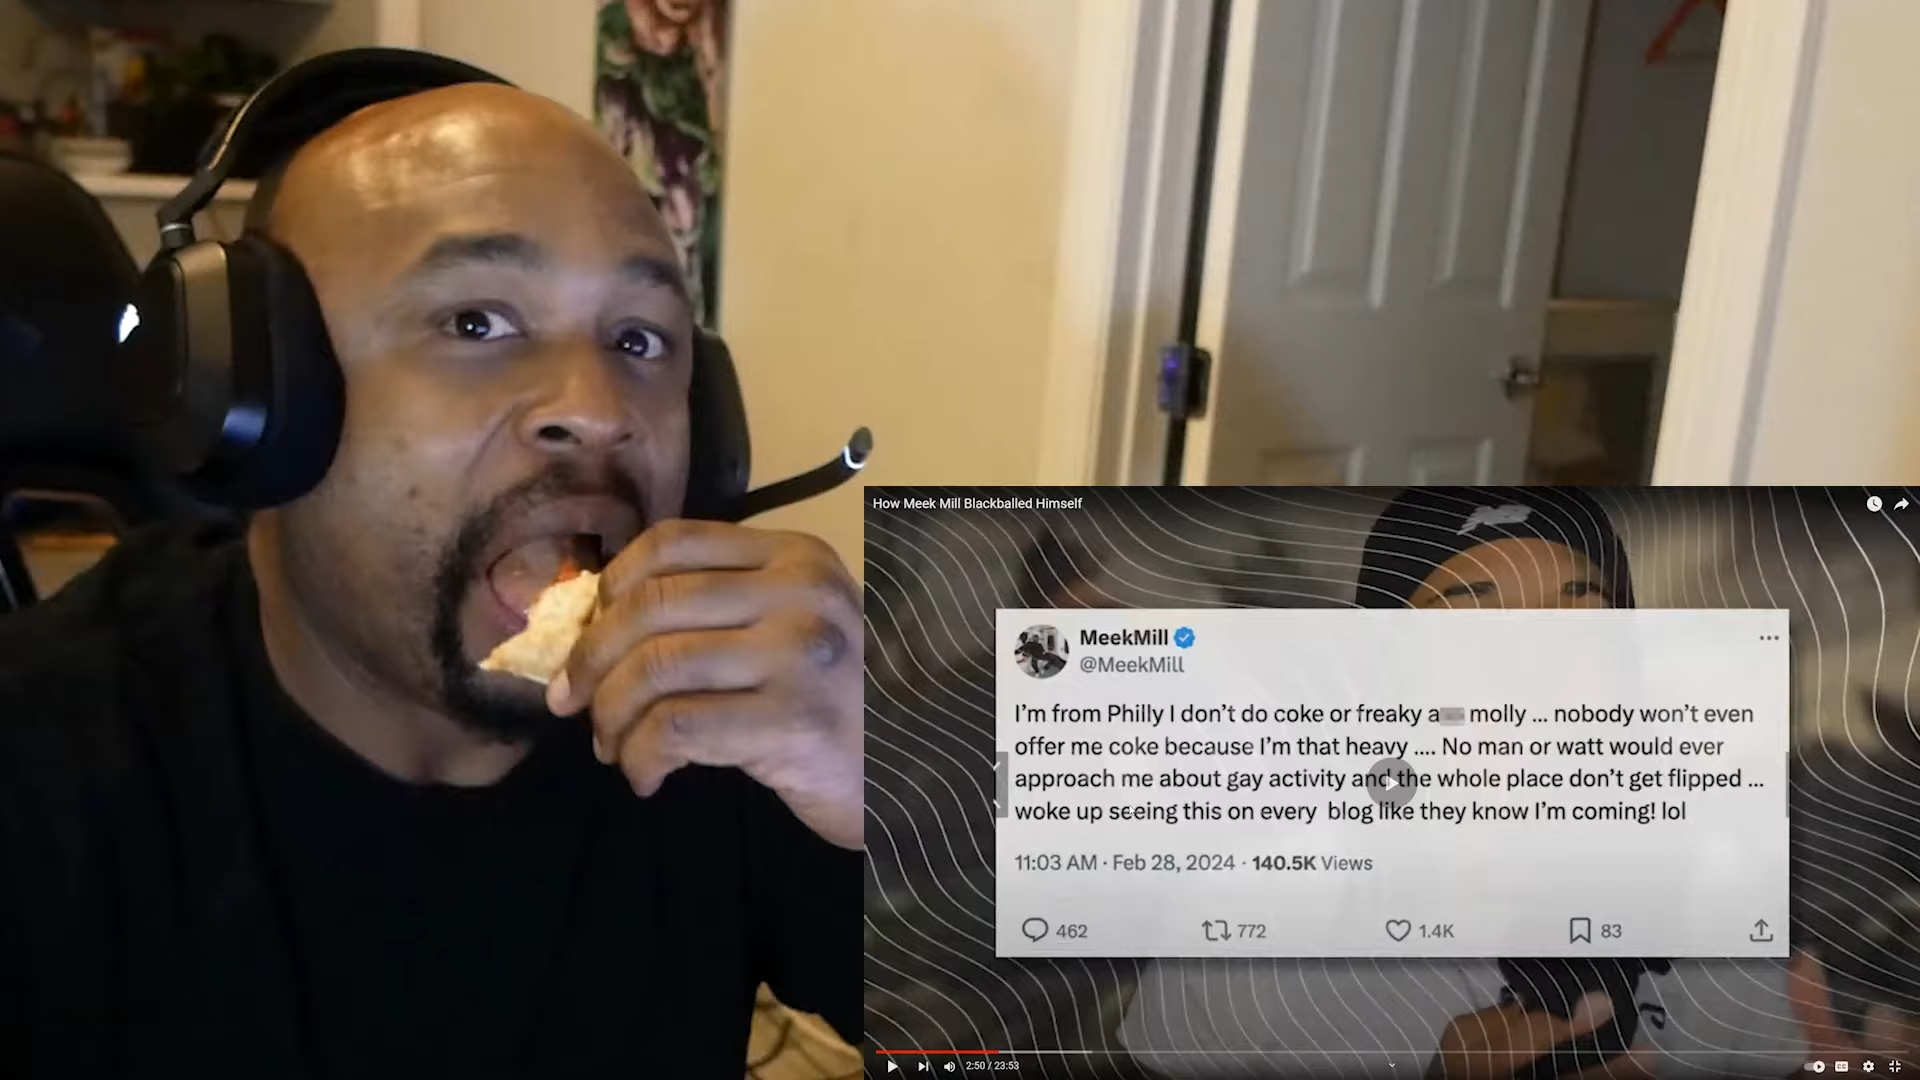 How Meek Mill Blackballed Himself
MeekMill
@MeekMill
I'm from Philly I don't do coke or freaky a molly ... nobody won't even
offer me coke because I'm that heavy .... No man or watt would ever
approach me about gay activity and the whole place don't get flipped ...
woke up seeing this on every blog like they know I'm coming! lol
11:03 AM · Feb 28, 2024 · 140.5K Views
462 772 1.4K 83
2:50 / 23:53